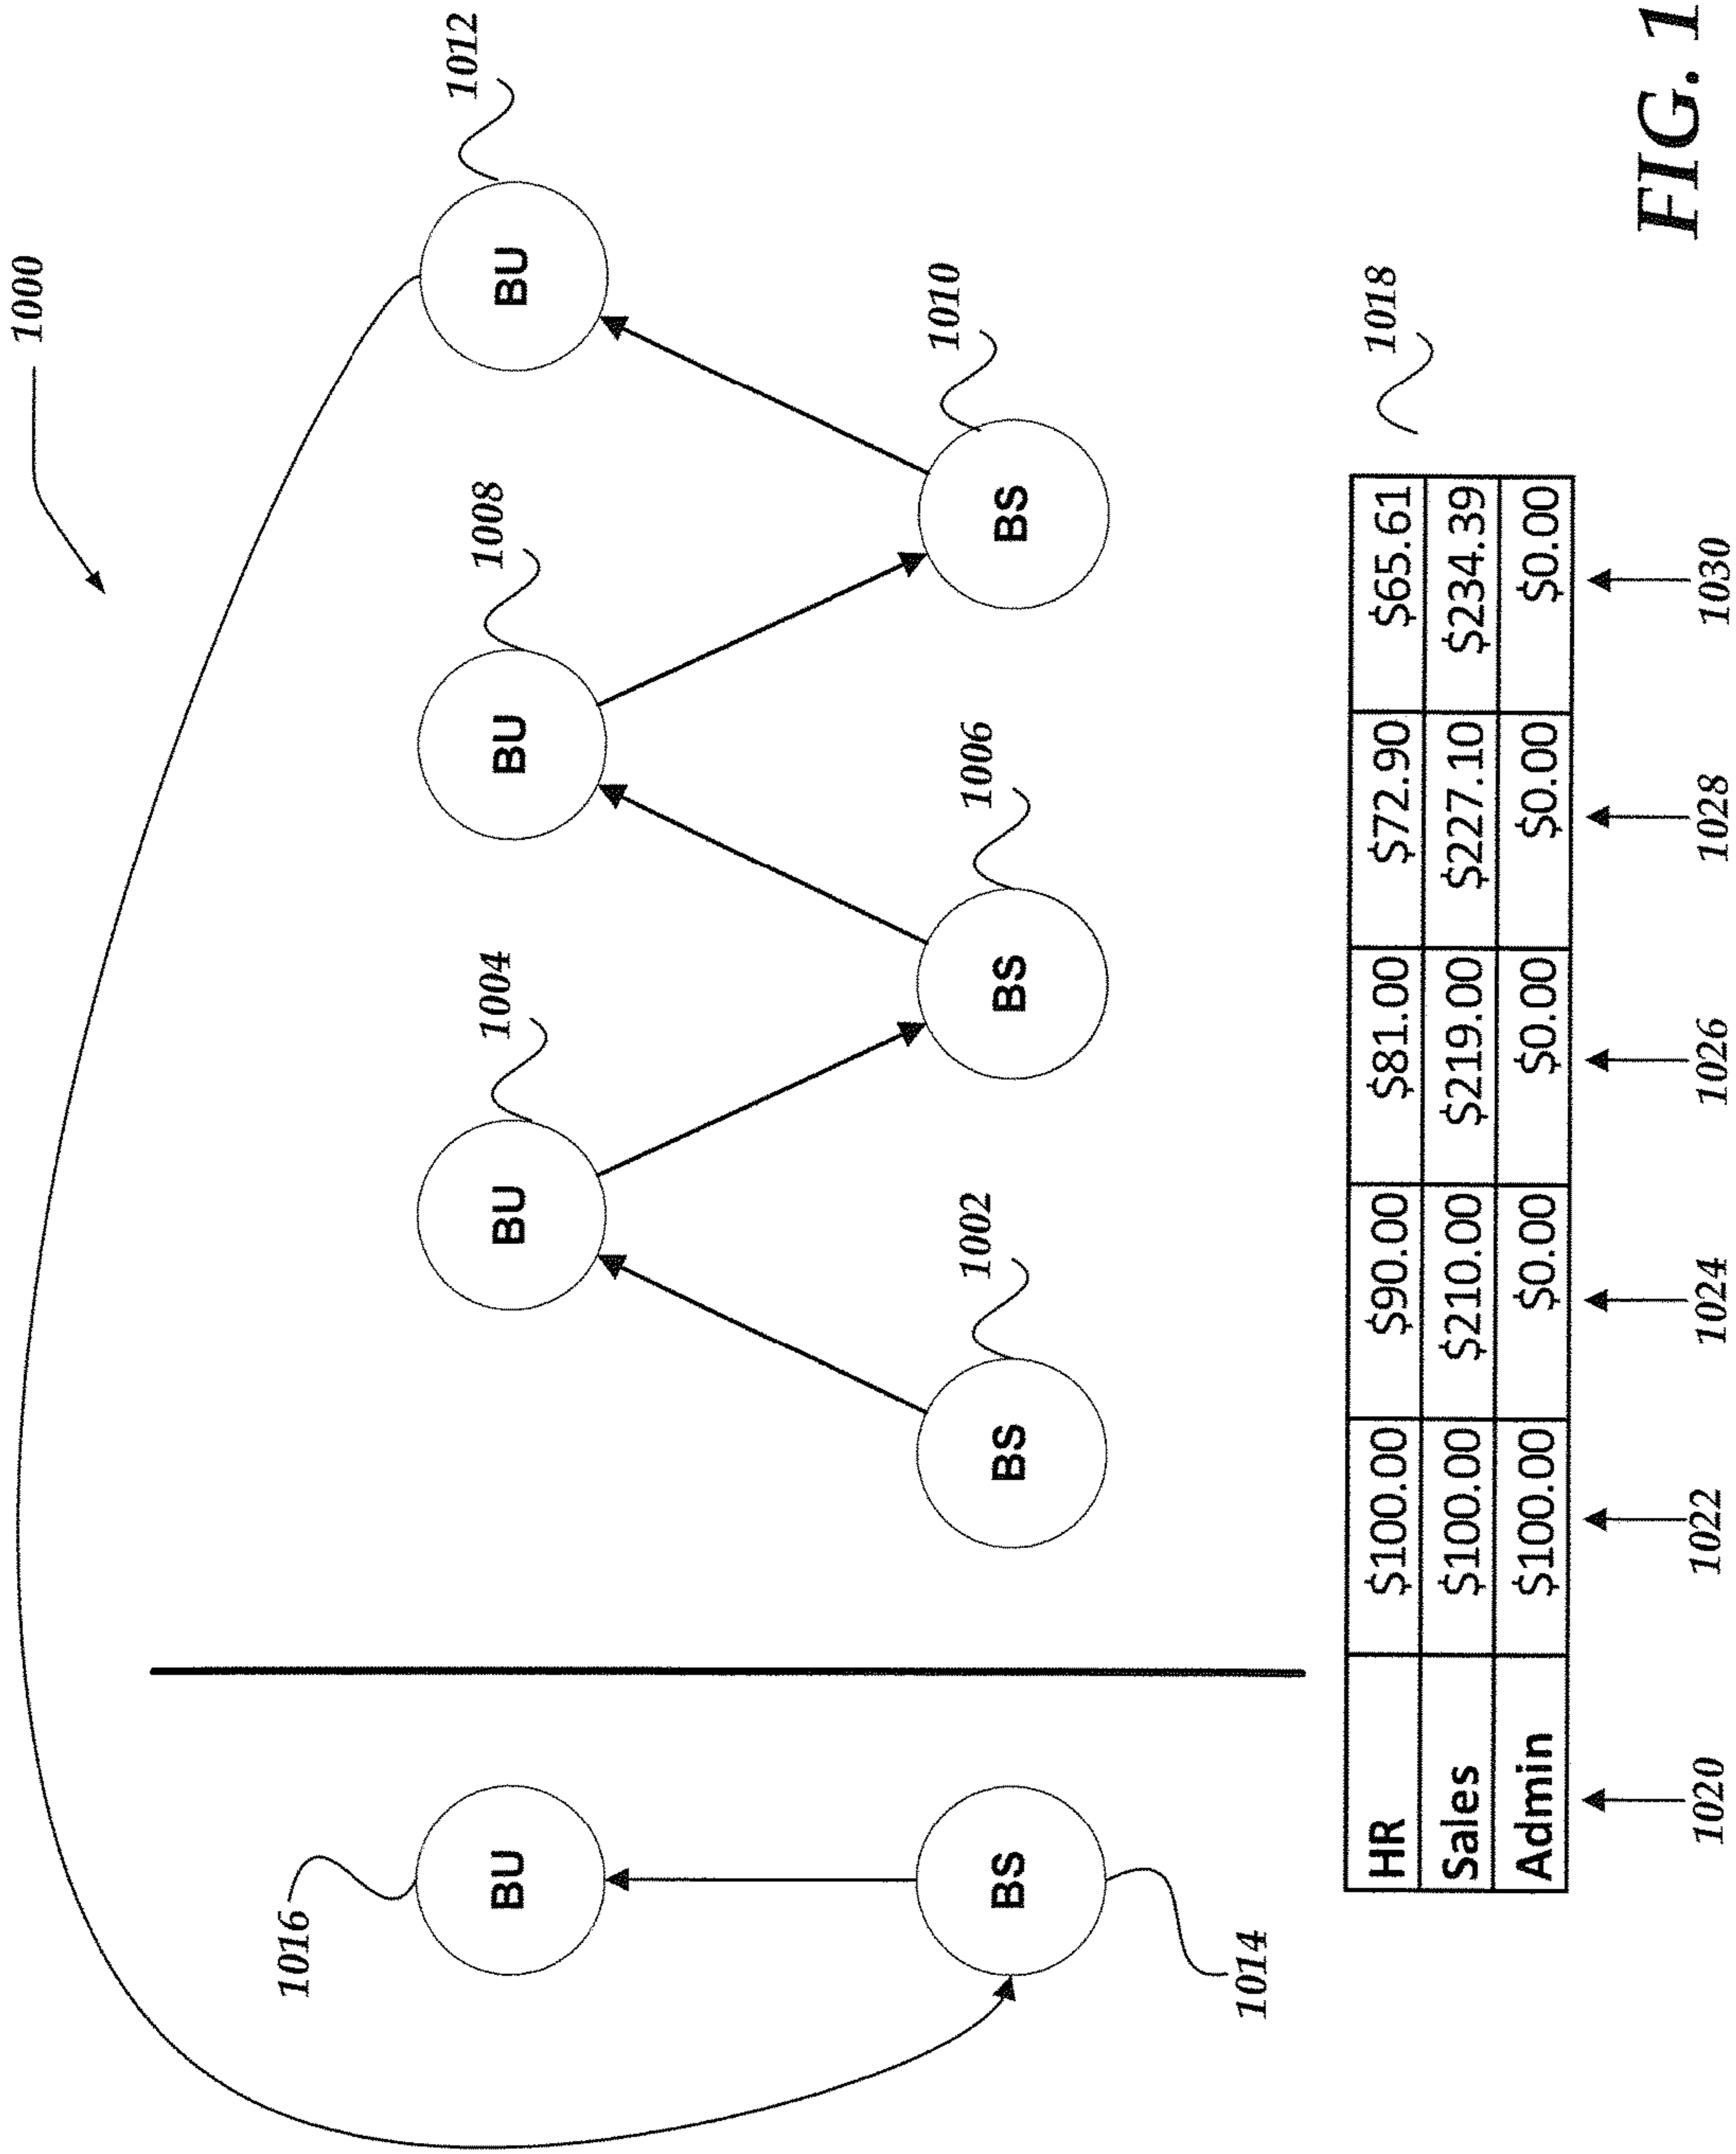 1000
1016
1004 1008 1012
BU BU BU BU
1002 1006 1010
BS BS BS BS
1014
1018
HR $100.00 $90.00 $81.00 $72.90 $65.61
Sales $100.00 $210.00 $219.00 $227.10 $234.39
Admin $100.00 $0.00 $0.00 $0.00 $0.00
1020 1022 1024 1026 1028 1030
FIG. 1